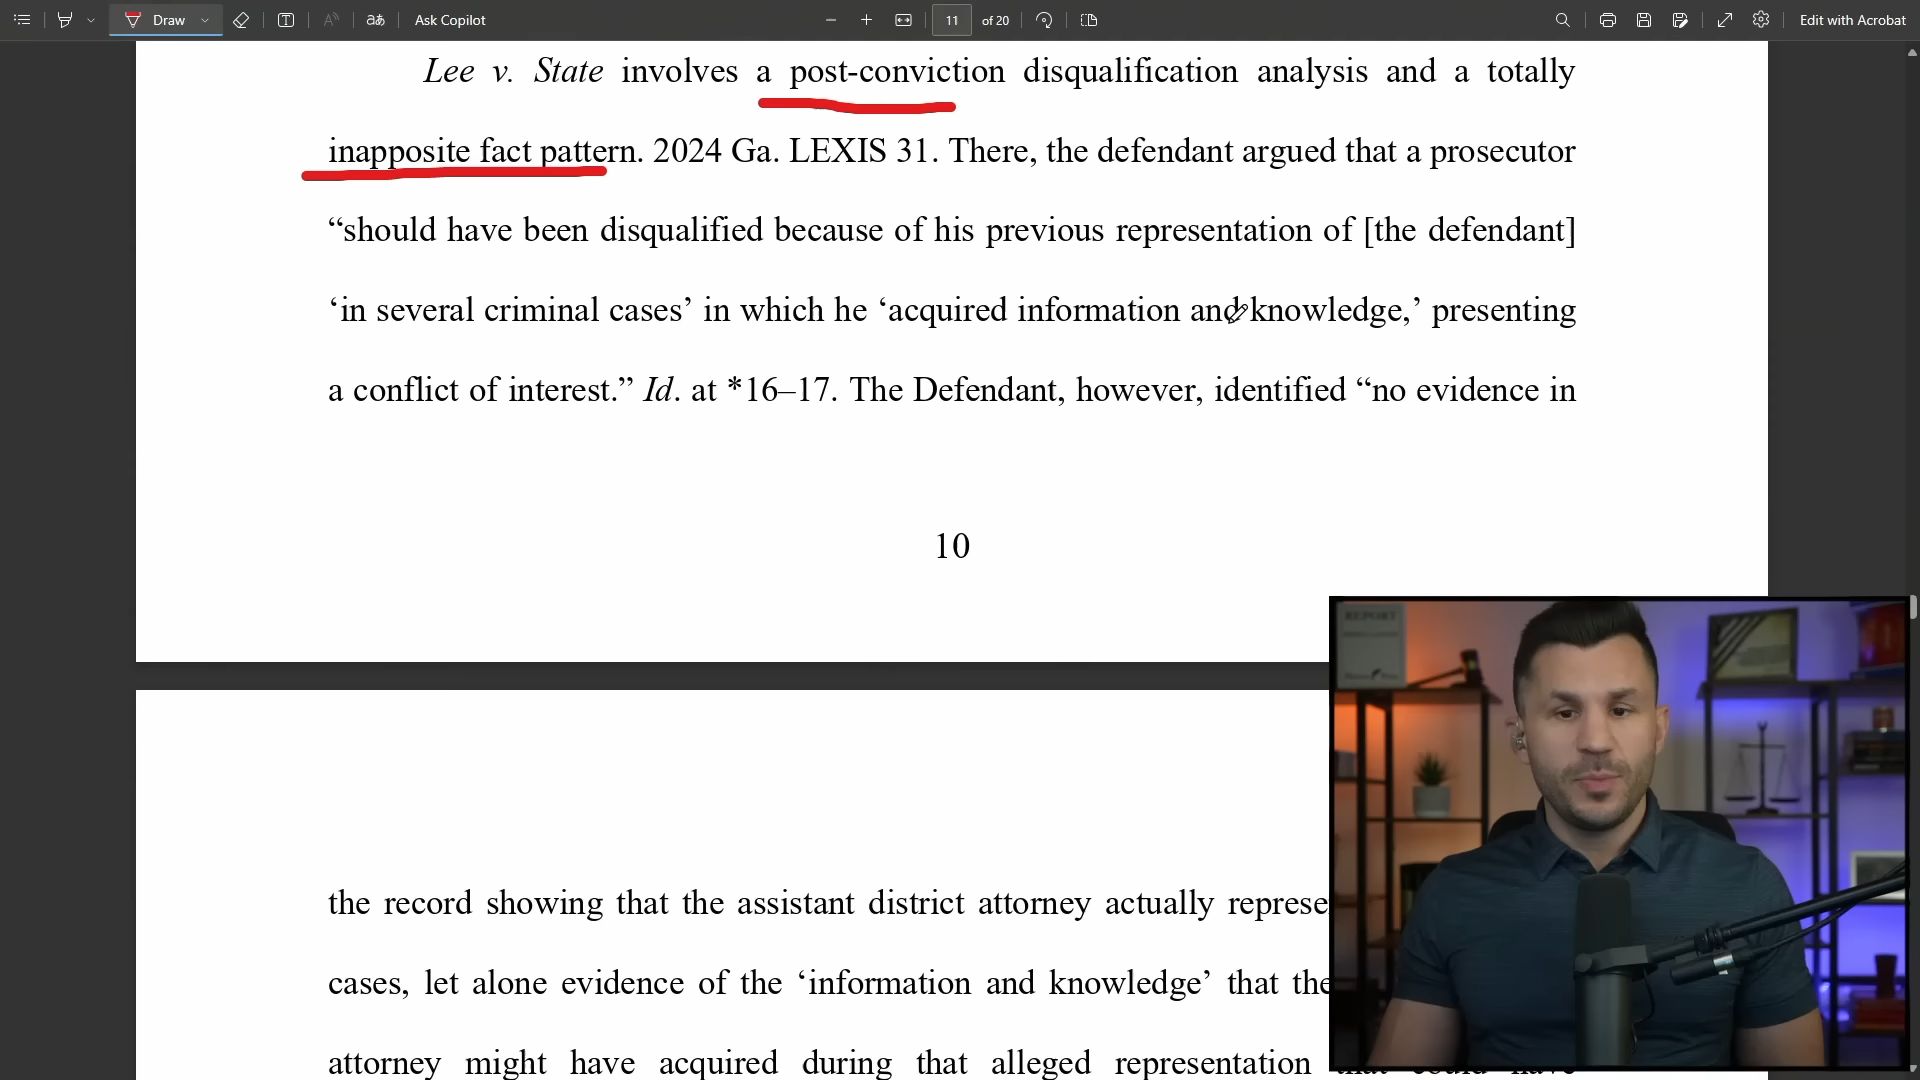 Draw
Ask Copilot
11 of 20
Edit with Acrobat
Lee v. State involves a post-conviction disqualification analysis and a totally
inapposite fact pattern. 2024 Ga. LEXIS 31. There, the defendant argued that a prosecutor
“should have been disqualified because of his previous representation of [the defendant]
‘in several criminal cases’ in which he ‘acquired information and knowledge,’ presenting
a conflict of interest.” Id. at *16–17. The Defendant, however, identified “no evidence in
10
REPORT
the record showing that the assistant district attorney actually
cases, let alone evidence of the ‘information and knowledge’ that the
attorney might have acquired during that alleged representation that could have